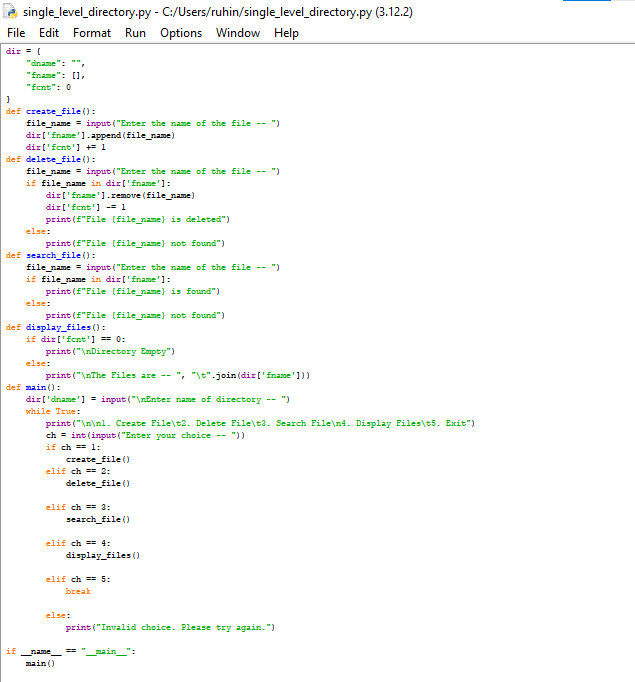 single_level_directory.py - C:/Users/ruhin/single_level_directory.py (3.12.2)
File Edit Format Run Options Window Help
dir = {
    "dname": "",
    "fname": [],
    "fcnt": 0
}
def create_file():
    file_name = input("Enter the name of the file -- ")
    dir['fname'].append(file_name)
    dir['fcnt'] += 1
def delete_file():
    file_name = input("Enter the name of the file -- ")
    if file_name in dir['fname']:
        dir['fname'].remove(file_name)
        dir['fcnt'] -= 1
        print(f"File {file_name} is deleted")
    else:
        print(f"File {file_name} not found")
def search_file():
    file_name = input("Enter the name of the file -- ")
    if file_name in dir['fname']:
        print(f"File {file_name} is found")
    else:
        print(f"File {file_name} not found")
def display_files():
    if dir['fcnt'] == 0:
        print("\nDirectory Empty")
    else:
        print("\nThe Files are -- ", "\t".join(dir['fname']))
def main():
    dir['dname'] = input("\nEnter name of directory -- ")
    while True:
        print("\n\n1. Create File\t2. Delete File\t3. Search File\n4. Display Files\t5. Exit")
        ch = int(input("Enter your choice -- "))
        if ch == 1:
            create_file()
        elif ch == 2:
            delete_file()
        elif ch == 3:
            search_file()
        elif ch == 4:
            display_files()
        elif ch == 5:
            break
        else:
            print("Invalid choice. Please try again.")
if __name__ == "__main__":
    main()